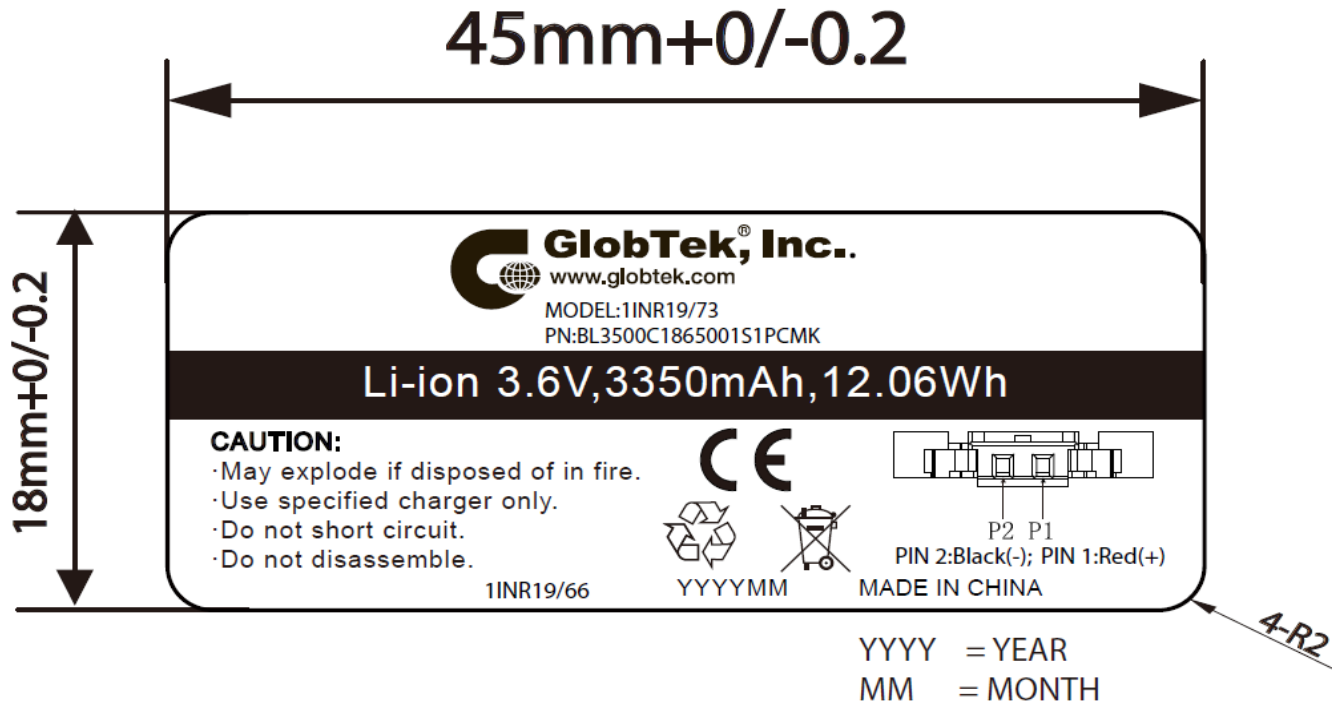 45mm+0/-0.2
18mm+0/-0.2
GlobTek®, Inc..
www.globtek.com
MODEL:1INR19/73
PN:BL3500C1865001S1PCMK
Li-ion 3.6V,3350mAh,12.06Wh
CAUTION:
·May explode if disposed of in fire.
·Use specified charger only.
·Do not short circuit.
·Do not disassemble.
1INR19/66
CE
P2 P1
PIN 2:Black(-); PIN 1:Red(+)
YYYYMM
MADE IN CHINA
4-R2
YYYY = YEAR
MM = MONTH